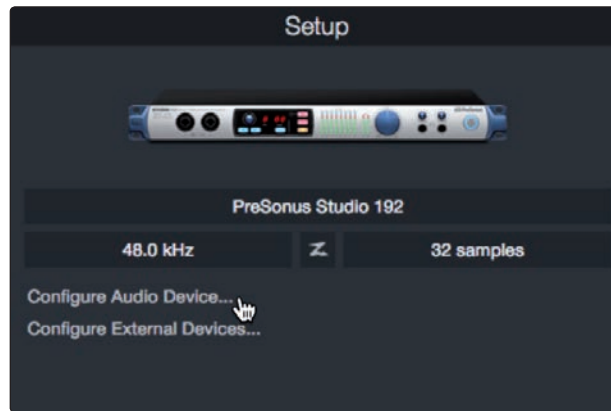 Setup
PreSonus Studio 192
48.0 kHz
Z
32 samples
Configure Audio Device...
Configure External Devices...